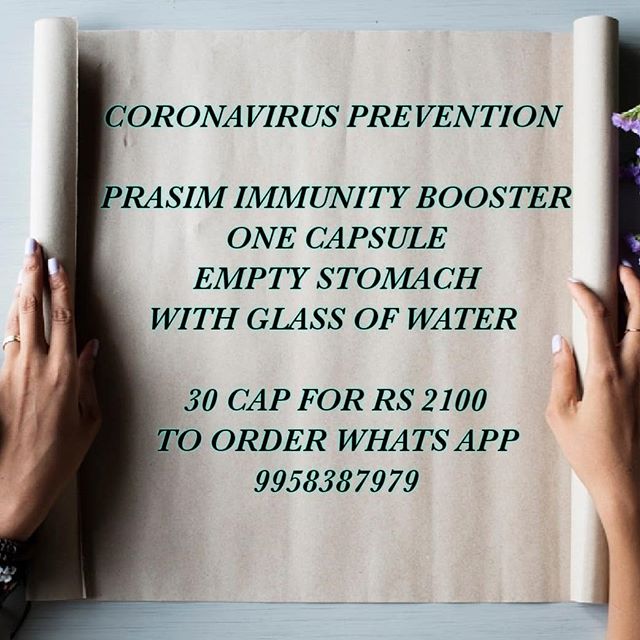 CORONAVIRUS PREVENTION
PRASIM IMMUNITY BOOSTER
ONE CAPSULE
EMPTY STOMACH
WITH GLASS OF WATER
30 CAP FOR RS 2100
TO ORDER WHATS APP
9958387979